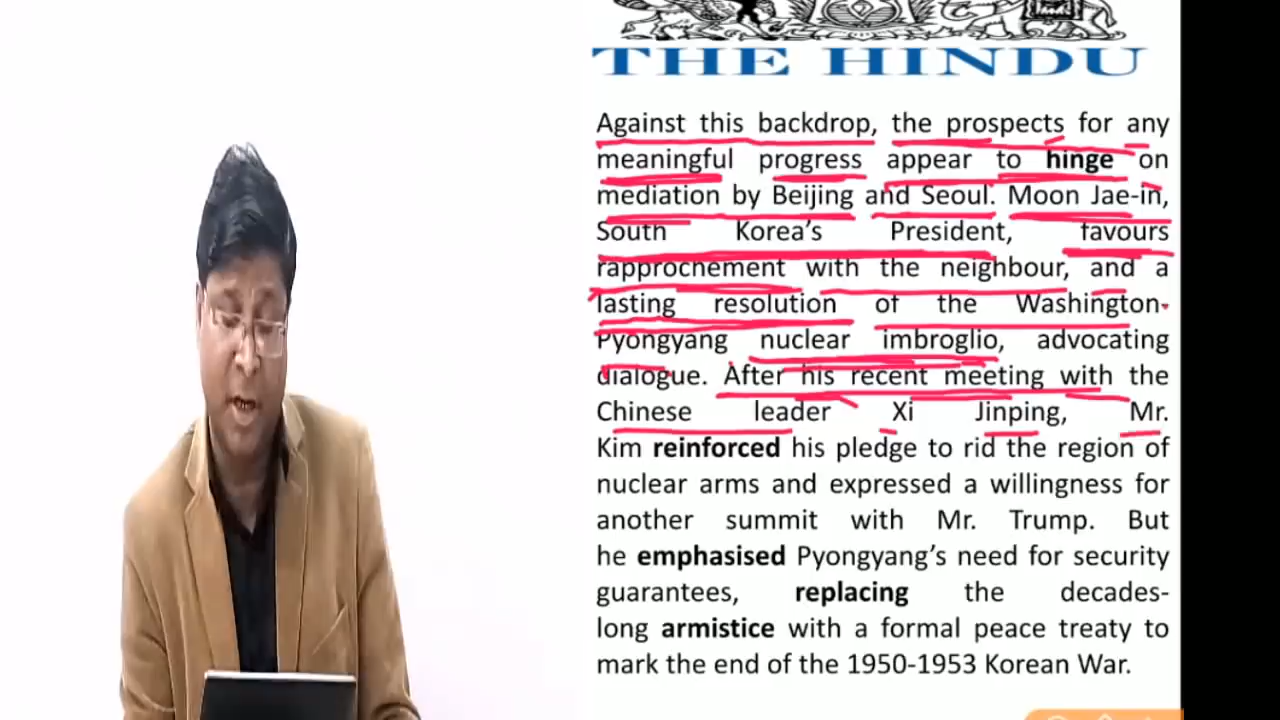 THE HINDU
Against this backdrop, the prospects for any
meaningful progress appear to hinge on
mediation by Beijing and Seoul. Moon Jae-in,
South Korea's President, favours
rapprochement with the neighbour, and a
lasting resolution of the Washington-
Pyongyang nuclear imbroglio, advocating
dialogue. After his recent meeting with the
Chinese leader Xi Jinping, Mr.
Kim reinforced his pledge to rid the region of
nuclear arms and expressed a willingness for
another summit with Mr. Trump. But
he emphasised Pyongyang's need for security
guarantees, replacing the decades-
long armistice with a formal peace treaty to
mark the end of the 1950-1953 Korean War.